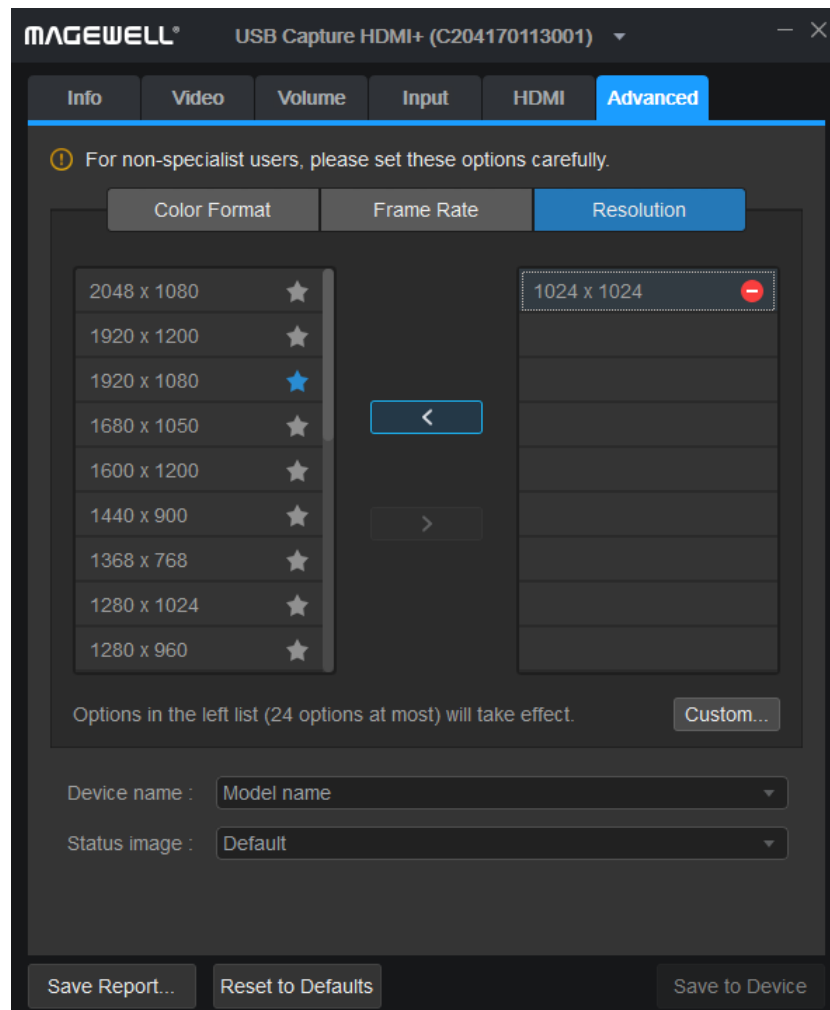 MAGEWELL® USB Capture HDMI+ (C204170113001)
Info Video Volume Input HDMI Advanced
For non-specialist users, please set these options carefully.
Color Format Frame Rate Resolution
2048 x 1080
1920 x 1200
1920 x 1080
1680 x 1050
1600 x 1200
1440 x 900
1368 x 768
1280 x 1024
1280 x 960
1024 x 1024
Options in the left list (24 options at most) will take effect.
Custom...
Device name : Model name
Status image : Default
Save Report... Reset to Defaults Save to Device